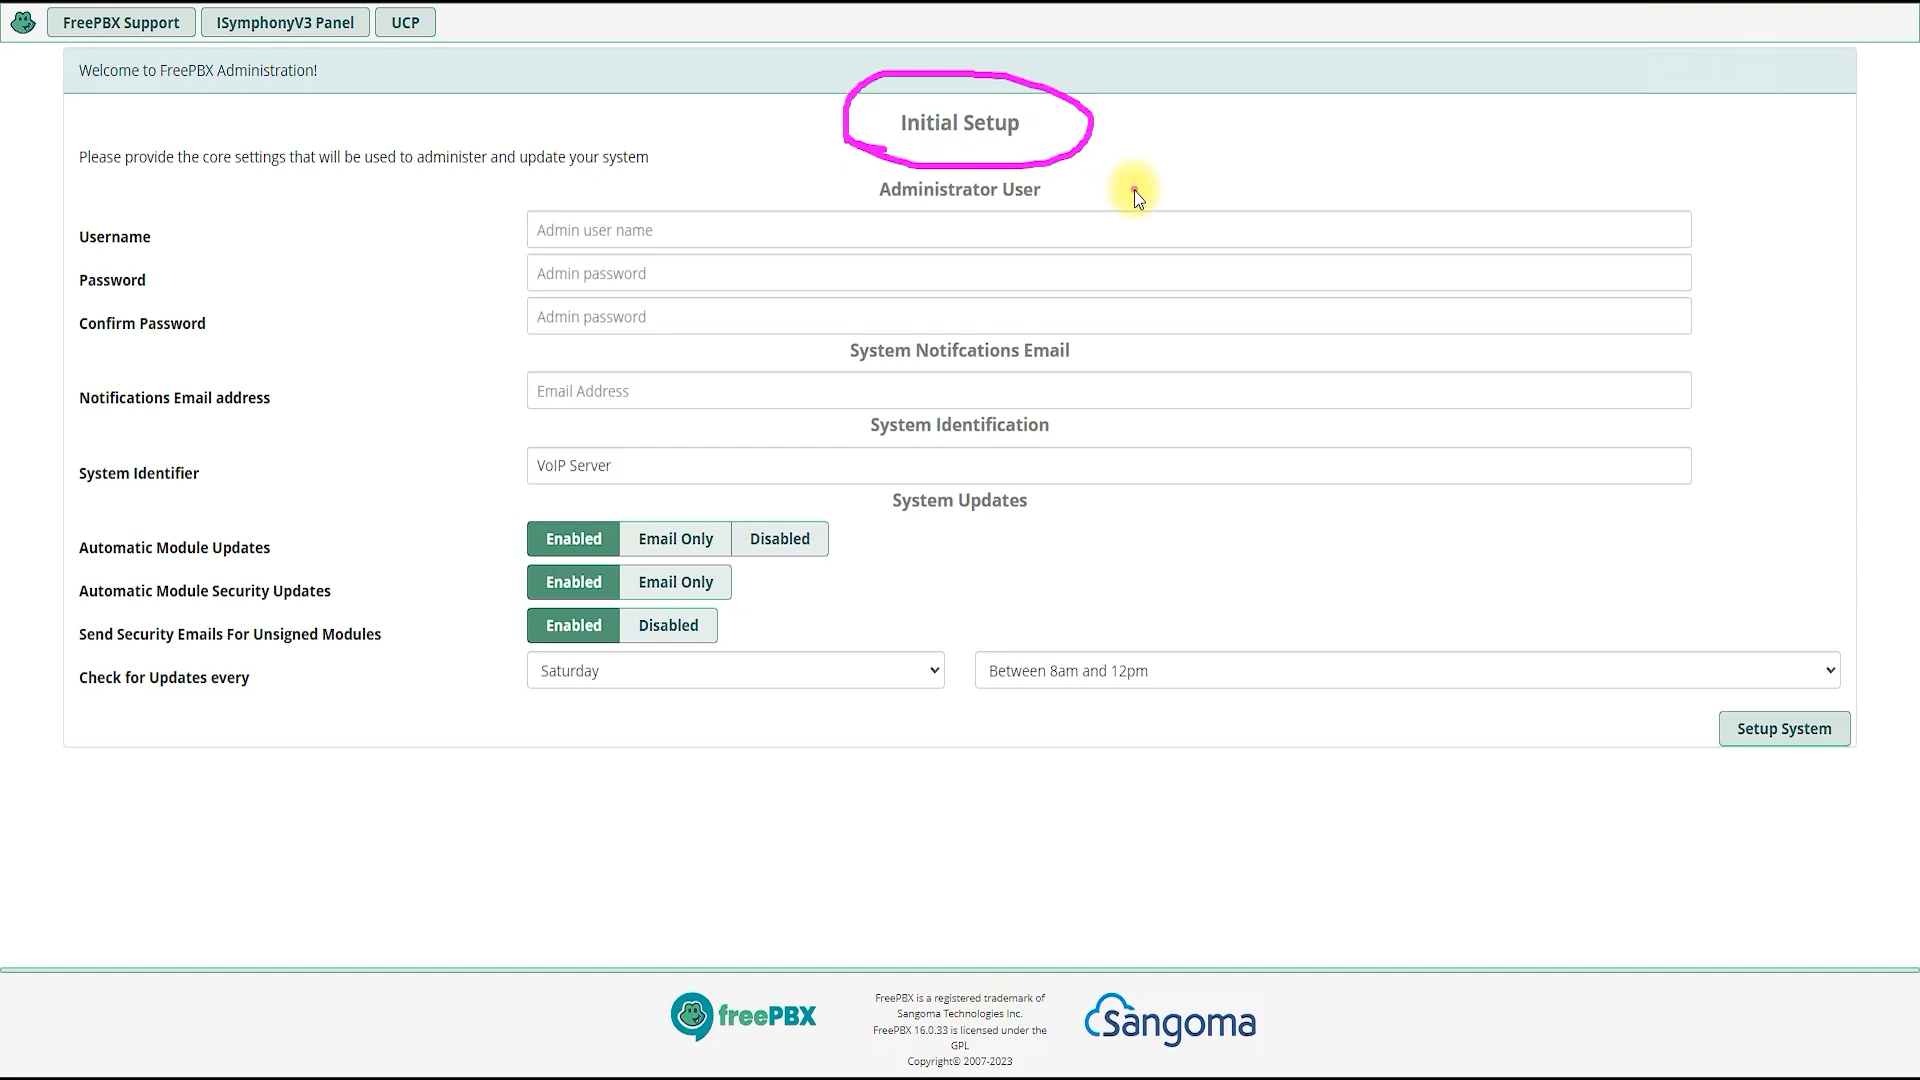 FreePBX Support ISymphonyV3 Panel UCP
Welcome to FreePBX Administration!
Initial Setup
Please provide the core settings that will be used to administer and update your system
Administrator User
Username Admin user name
Password Admin password
Confirm Password Admin password
System Notifcations Email
Notifications Email address Email Address
System Identification
System Identifier VoIP Server
System Updates
Automatic Module Updates Enabled Email Only Disabled
Automatic Module Security Updates Enabled Email Only
Send Security Emails For Unsigned Modules Enabled Disabled
Check for Updates every Saturday Between 8am and 12pm
Setup System
freePBX
FreePBX is a registered trademark of
Sangoma Technologies Inc.
FreePBX 16.0.33 is licensed under the
GPL
Copyright© 2007-2023
Sangoma